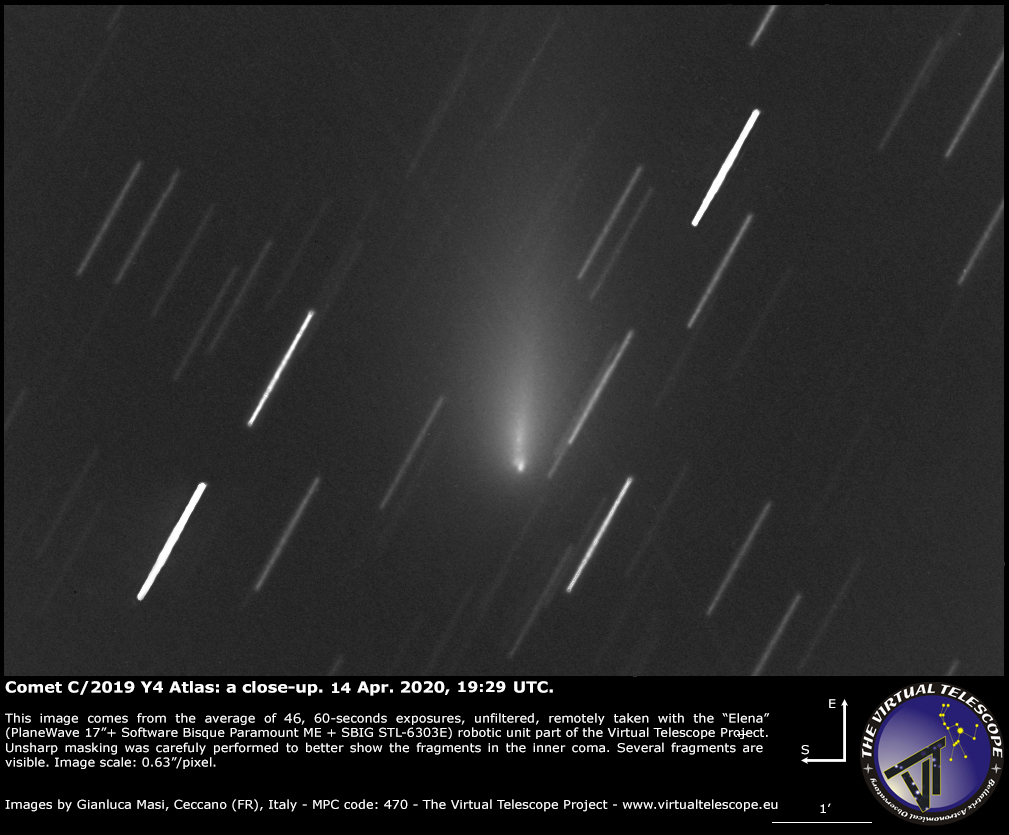 Comet C/2019 Y4 Atlas: a close-up. 14 Apr. 2020, 19:29 UTC.
This image comes from the average of 46, 60-seconds exposures, unfiltered, remotely taken with the “Elena”
(PlaneWave 17”+ Software Bisque Paramount ME + SBIG STL-6303E) robotic unit part of the Virtual Telescope Project.
Unsharp masking was carefuly performed to better show the fragments in the inner coma. Several fragments are
visible. Image scale: 0.63”/pixel.
Images by Gianluca Masi, Ceccano (FR), Italy - MPC code: 470 - The Virtual Telescope Project - www.virtualtelescope.eu
E
S
1’
THE VIRTUAL TELESCOPE
Bellatrix Astronomical Observatory